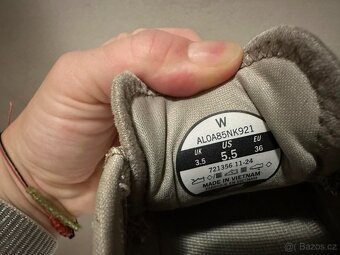 W
AL0A85NK921
UK US EU
3.5 5.5 36
721356 11-24
MADE IN VIETNAM
Bazos.cz